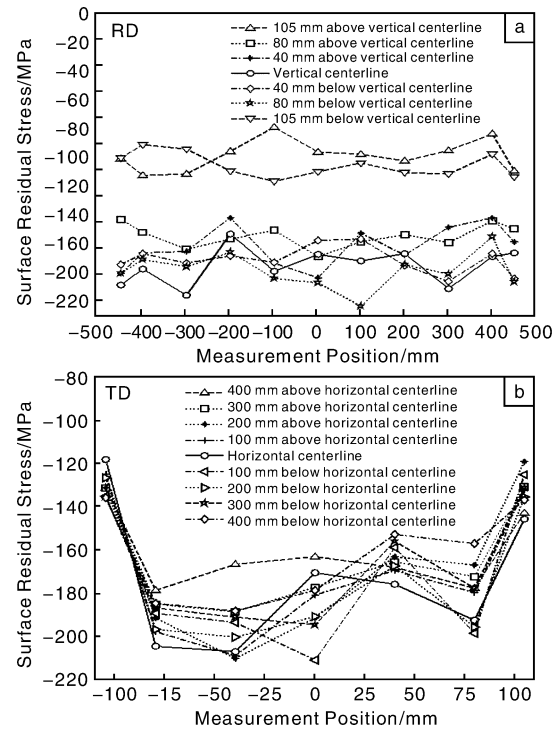 RD
a
105 mm above vertical centerline
80 mm above vertical centerline
40 mm above vertical centerline
Vertical centerline
40 mm below vertical centerline
80 mm below vertical centerline
105 mm below vertical centerline
0
−20
−40
−60
−80
−100
−120
−140
−160
−180
−200
−220
Surface Residual Stress/MPa
−500 −400 −300 −200 −100 0 100 200 300 400 500
Measurement Position/mm
TD
b
400 mm above horizontal centerline
300 mm above horizontal centerline
200 mm above horizontal centerline
100 mm above horizontal centerline
Horizontal centerline
100 mm below horizontal centerline
200 mm below horizontal centerline
300 mm below horizontal centerline
400 mm below horizontal centerline
−80
−100
−120
−140
−160
−180
−200
−220
Surface Residual Stress/MPa
−100 −15 −50 −25 0 25 50 75 100
Measurement Position/mm